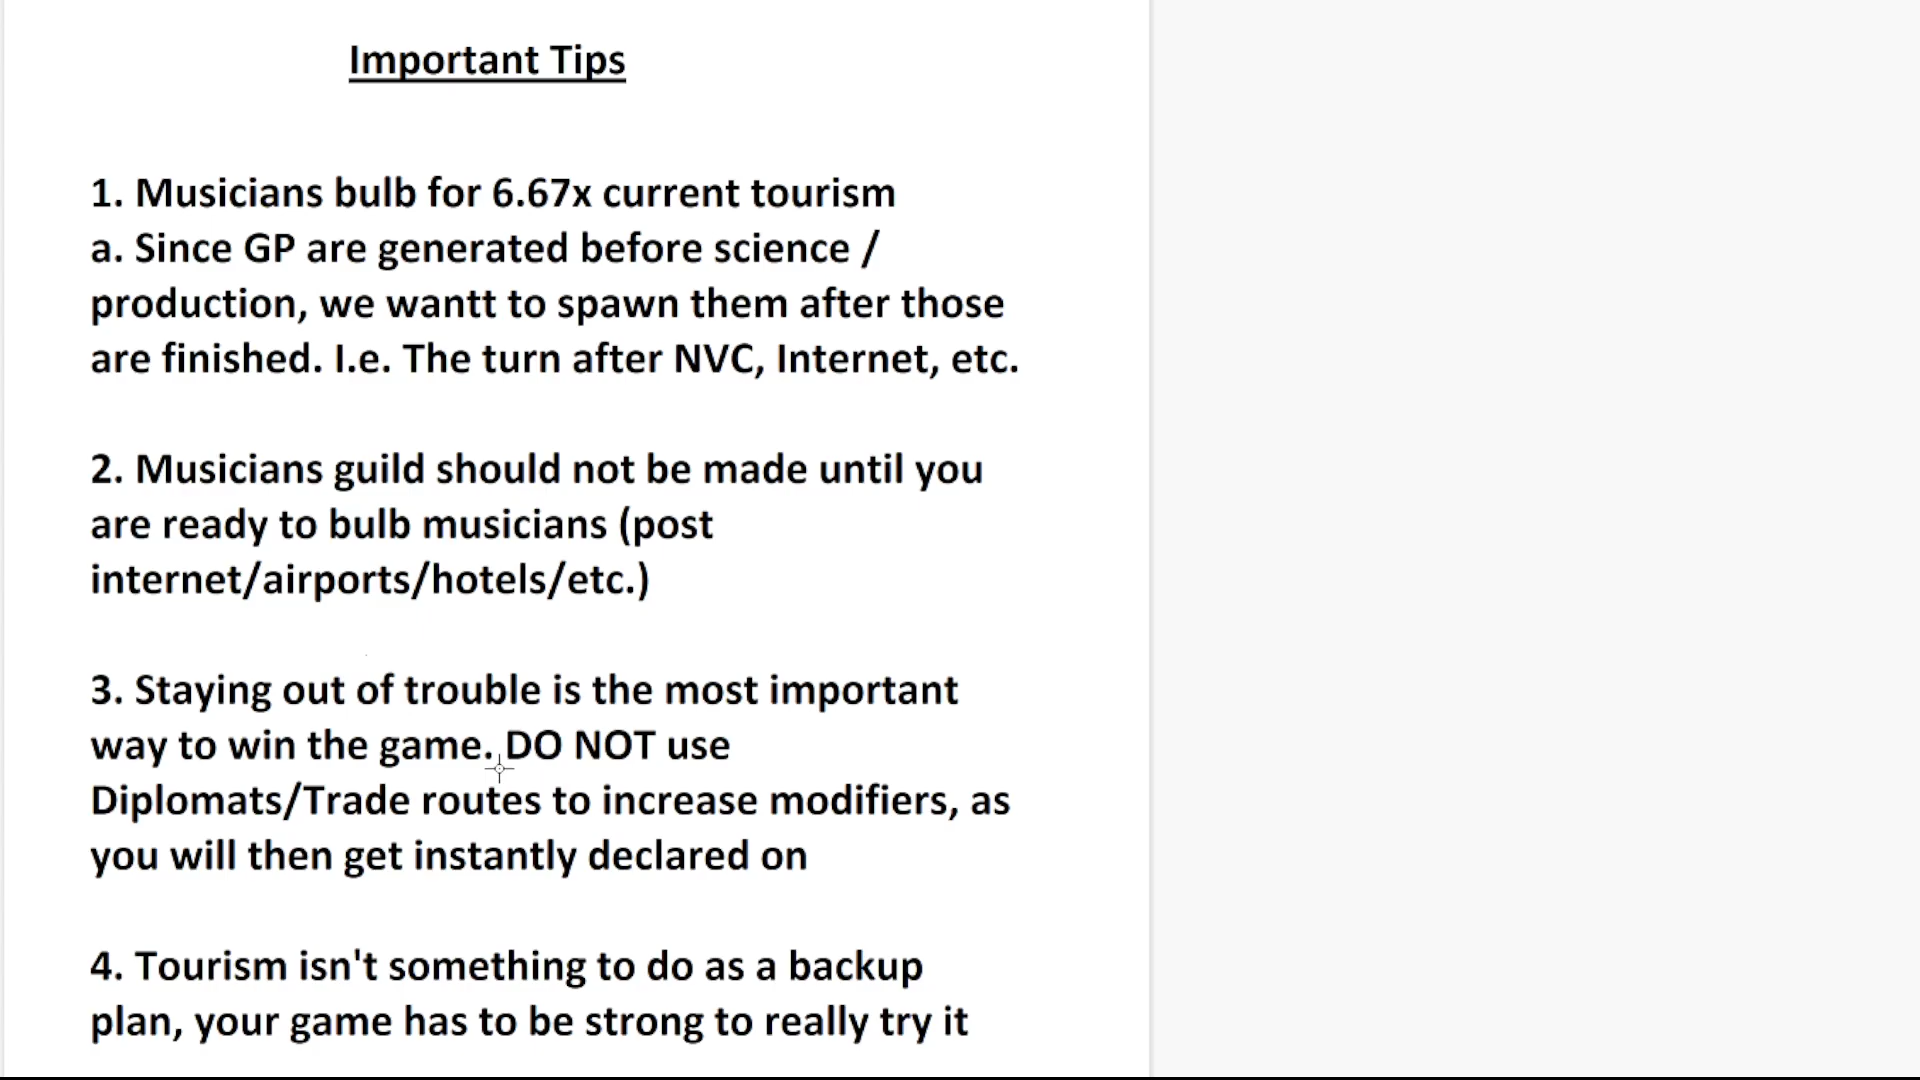 Important Tips
1. Musicians bulb for 6.67x current tourism
a. Since GP are generated before science /
production, we wantt to spawn them after those
are finished. I.e. The turn after NVC, Internet, etc.
2. Musicians guild should not be made until you
are ready to bulb musicians (post
internet/airports/hotels/etc.)
3. Staying out of trouble is the most important
way to win the game. DO NOT use
Diplomats/Trade routes to increase modifiers, as
you will then get instantly declared on
4. Tourism isn't something to do as a backup
plan, your game has to be strong to really try it